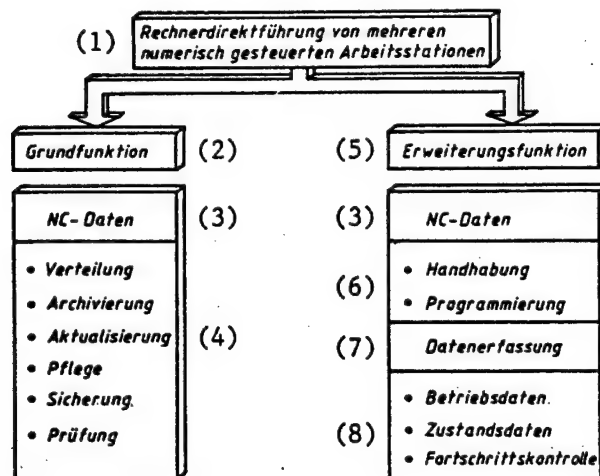 (1) Rechnerdirektführung von mehreren
numerisch gesteuerten Arbeitsstationen
Grundfunktion (2)
NC-Daten (3)
• Verteilung
• Archivierung
• Aktualisierung (4)
• Pflege
• Sicherung.
• Prüfung
(5) Erweiterungsfunktion
(3) NC-Daten
• Handhabung
(6)
• Programmierung
(7) Datenerfassung
• Betriebsdaten.
(8) • Zustandsdaten
• Fortschrittskontrolle